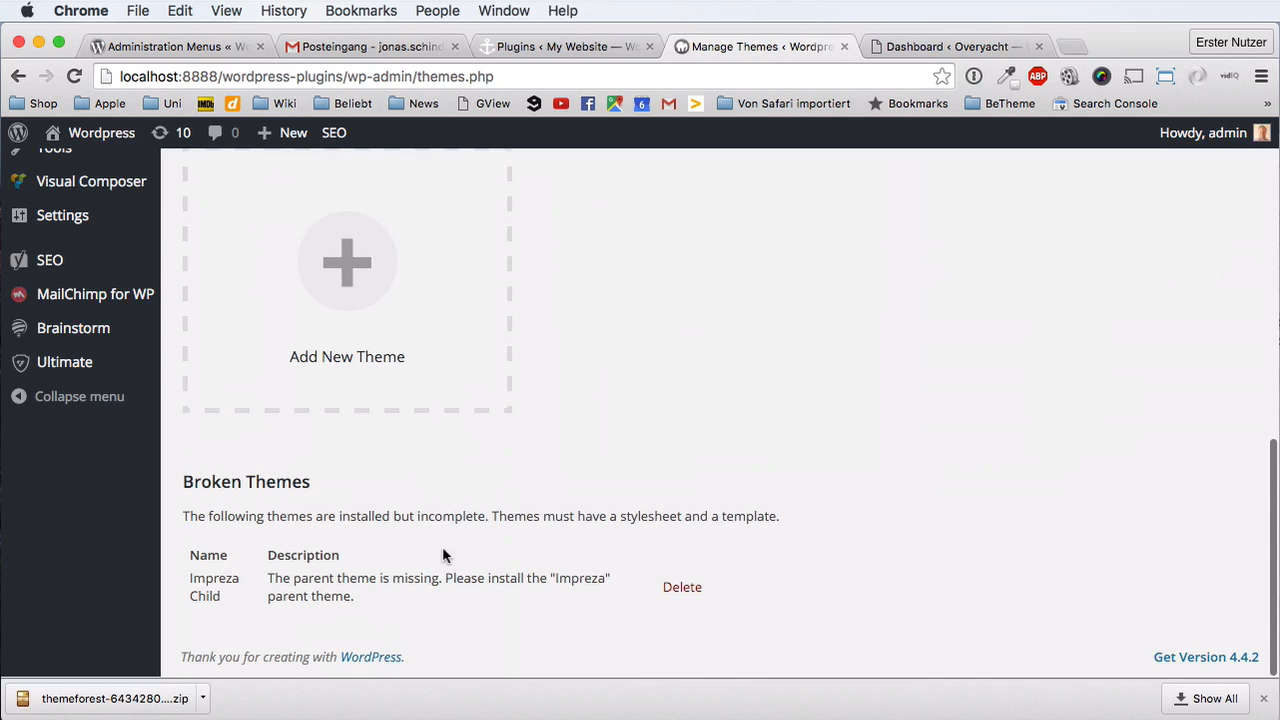 Chrome File Edit View History Bookmarks People Window Help
Administration Menus « W
Posteingang - jonas.schind
Plugins ‹ My Website — Wo
Manage Themes ‹ Wordpre
Dashboard ‹ Overyacht —
Erster Nutzer
localhost:8888/wordpress-plugins/wp-admin/themes.php
ABP
vidIQ
Shop Apple Uni IMDb d Wiki Beliebt News GView 6 Von Safari importiert Bookmarks BeTheme Search Console »
Wordpress 10 0 New SEO Howdy, admin
Tools
Visual Composer
Settings
SEO
MailChimp for WP
Brainstorm
Ultimate
Collapse menu
Add New Theme
Broken Themes
The following themes are installed but incomplete. Themes must have a stylesheet and a template.
Name Description
Impreza Child
The parent theme is missing. Please install the "Impreza"
parent theme.
Delete
Thank you for creating with WordPress.
Get Version 4.4.2
themeforest-6434280....zip
Show All